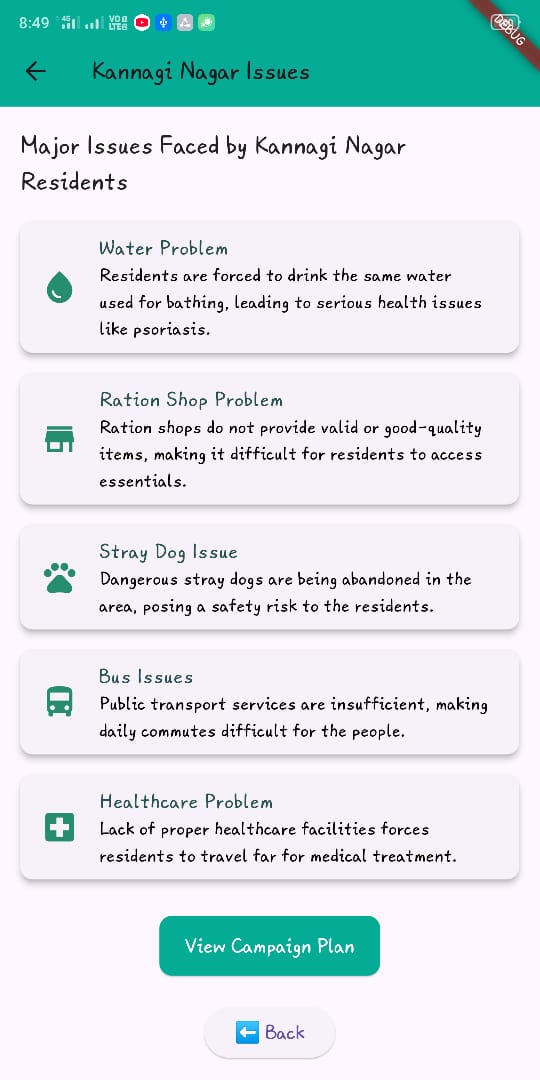 8:49 4G VO LTE
DEBUG
Kannagi Nagar Issues
Major Issues Faced by Kannagi Nagar
Residents
Water Problem
Residents are forced to drink the same water
used for bathing, leading to serious health issues
like psoriasis.
Ration Shop Problem
Ration shops do not provide valid or good-quality
items, making it difficult for residents to access
essentials.
Stray Dog Issue
Dangerous stray dogs are being abandoned in the
area, posing a safety risk to the residents.
Bus Issues
Public transport services are insufficient, making
daily commutes difficult for the people.
Healthcare Problem
Lack of proper healthcare facilities forces
residents to travel far for medical treatment.
View Campaign Plan
Back